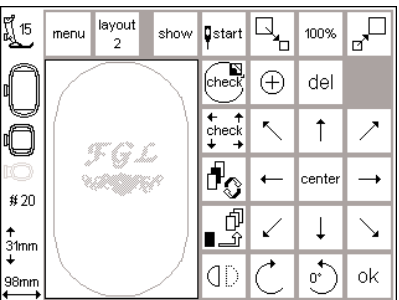 15 menu layout show start 100%
2
check del
check
FGL
center
#20
31mm
0° ok
98mm